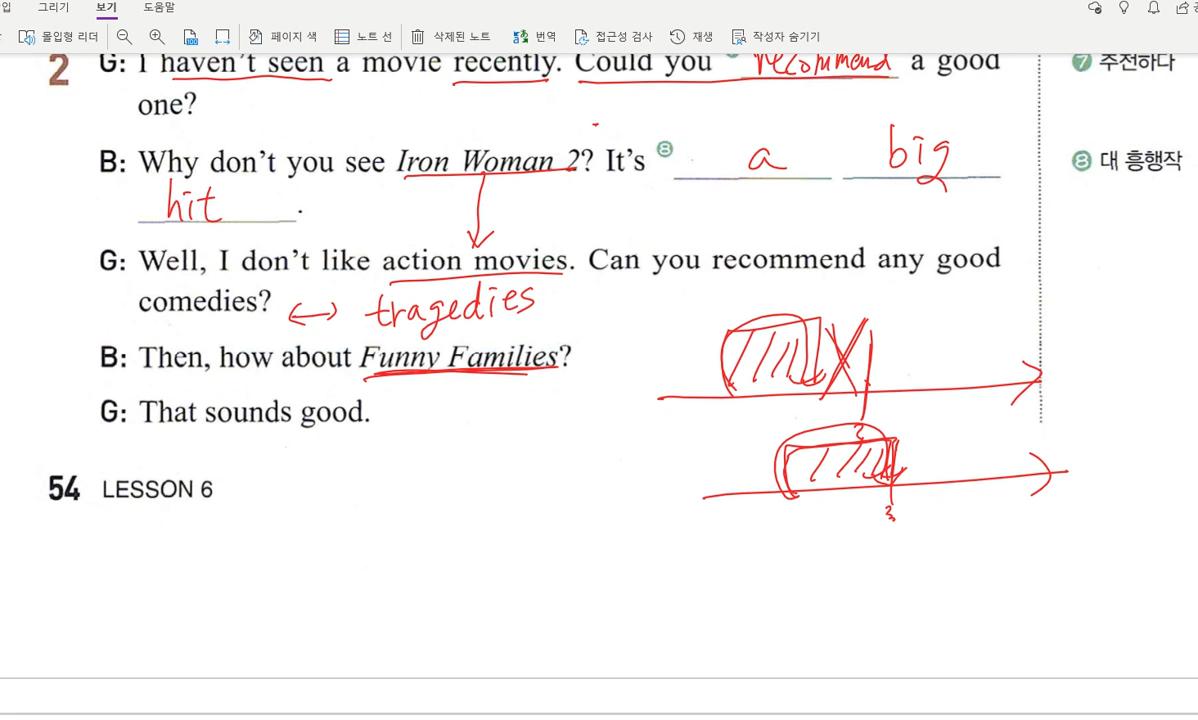 그리기 보기 도움말
몰입형 리더 페이지 색 노트 선 삭제된 노트 번역 접근성 검사 재생 작성자 숨기기
2 G: I haven't seen a movie recently. Could you recommend a good ⑦ 추천하다
one?
B: Why don't you see Iron Woman 2? It's ⑧ a big ⑧ 대 흥행작
hit .
G: Well, I don't like action movies. Can you recommend any good
comedies? ↔ tragedies
B: Then, how about Funny Families?
G: That sounds good.
54 LESSON 6